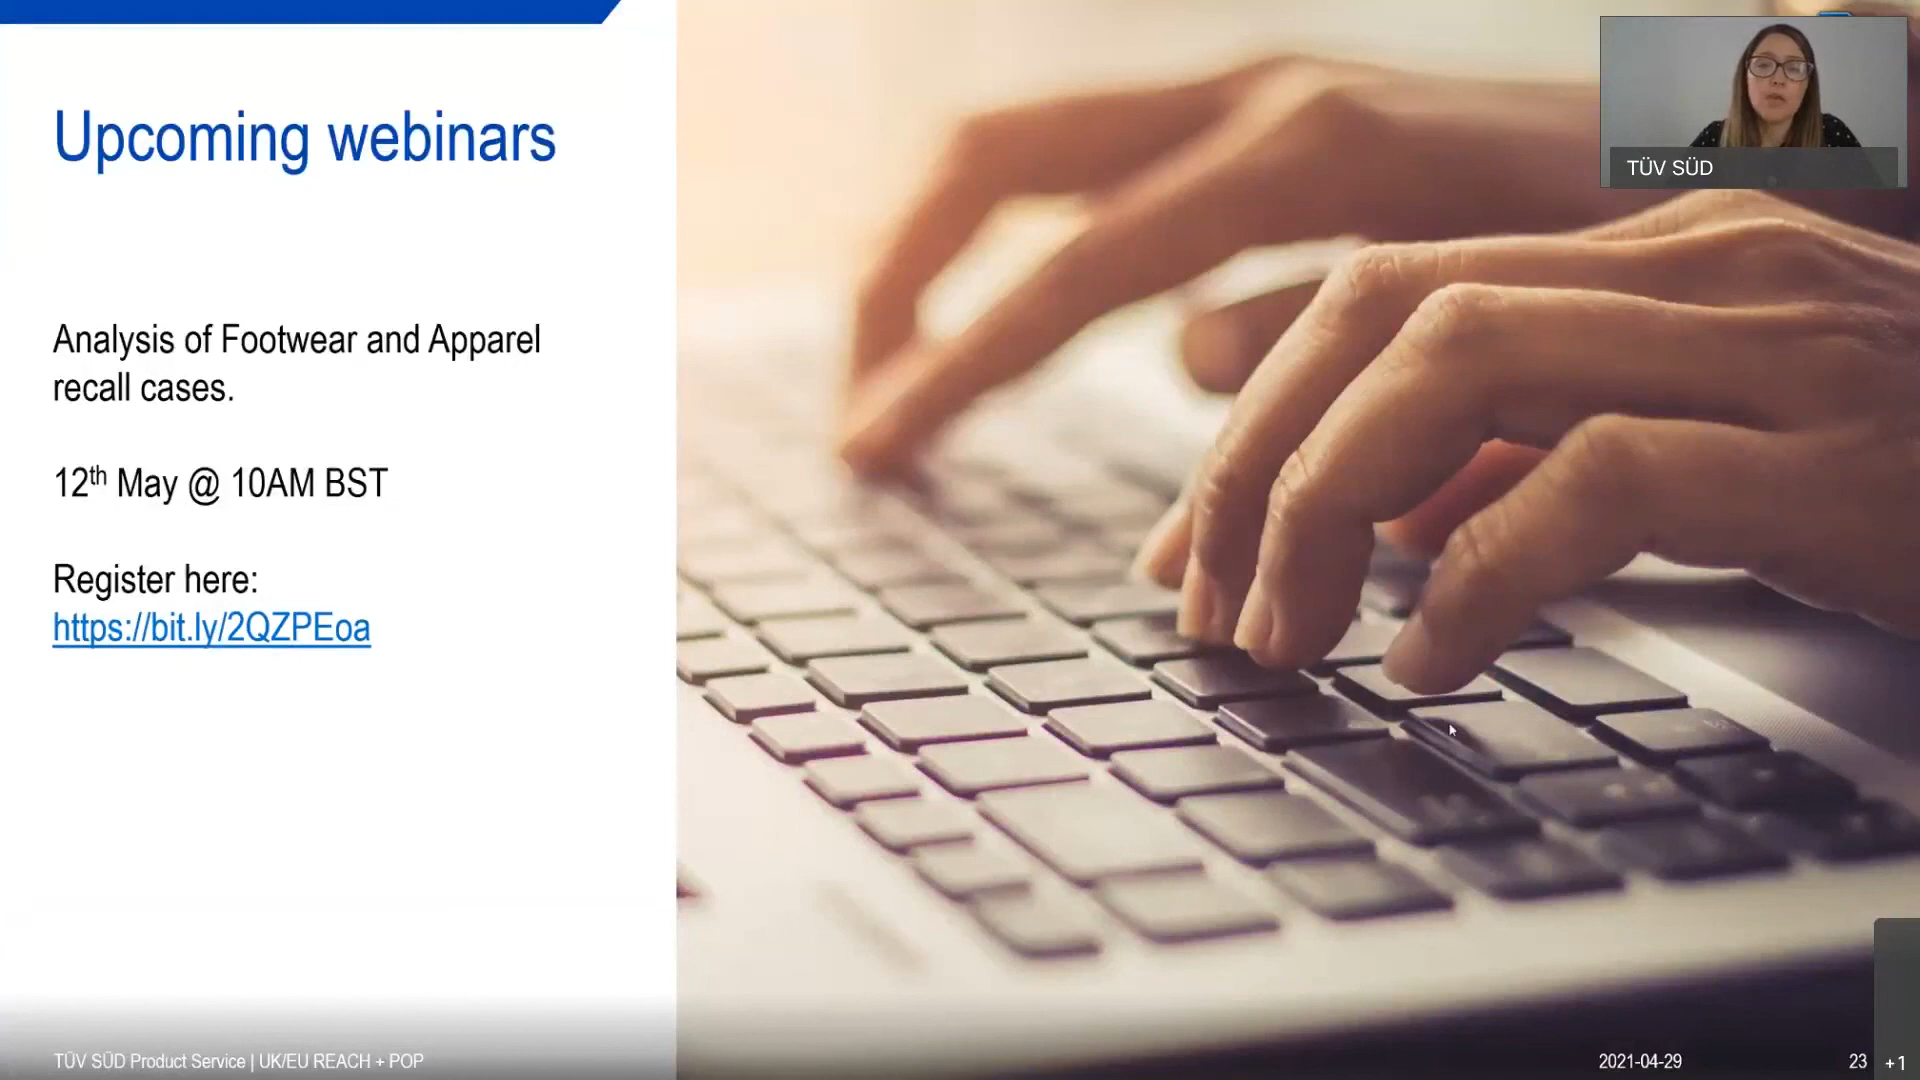 Upcoming webinars
TÜV SÜD
Analysis of Footwear and Apparel
recall cases.
12th May @ 10AM BST
Register here:
https://bit.ly/2QZPEoa
TÜV SÜD Product Service | UK/EU REACH + POP
2021-04-29
23
+1